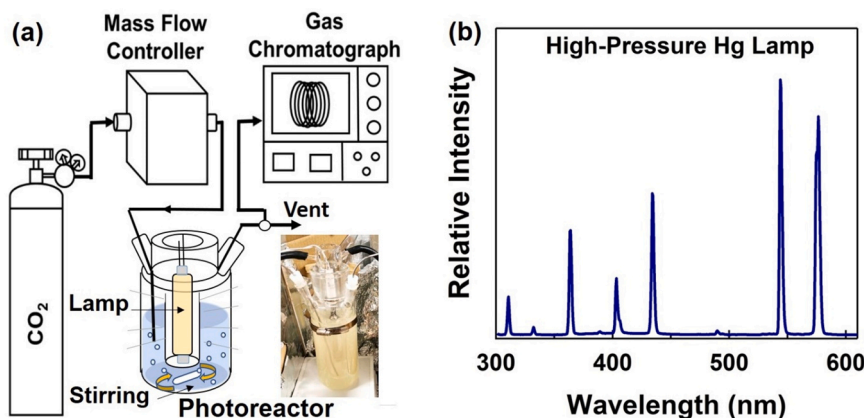 (a)
Mass Flow
Controller
Gas
Chromatograph
Vent
CO₂
Lamp
Stirring
Photoreactor
(b)
High-Pressure Hg Lamp
Relative Intensity
300
400
500
600
Wavelength (nm)